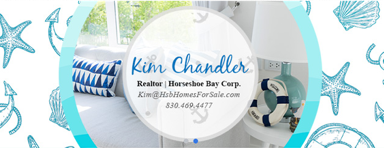 Kim Chandler
Realtor | Horseshoe Bay Corp.
Kim@HsbHomesForSale.com
830.469.4477